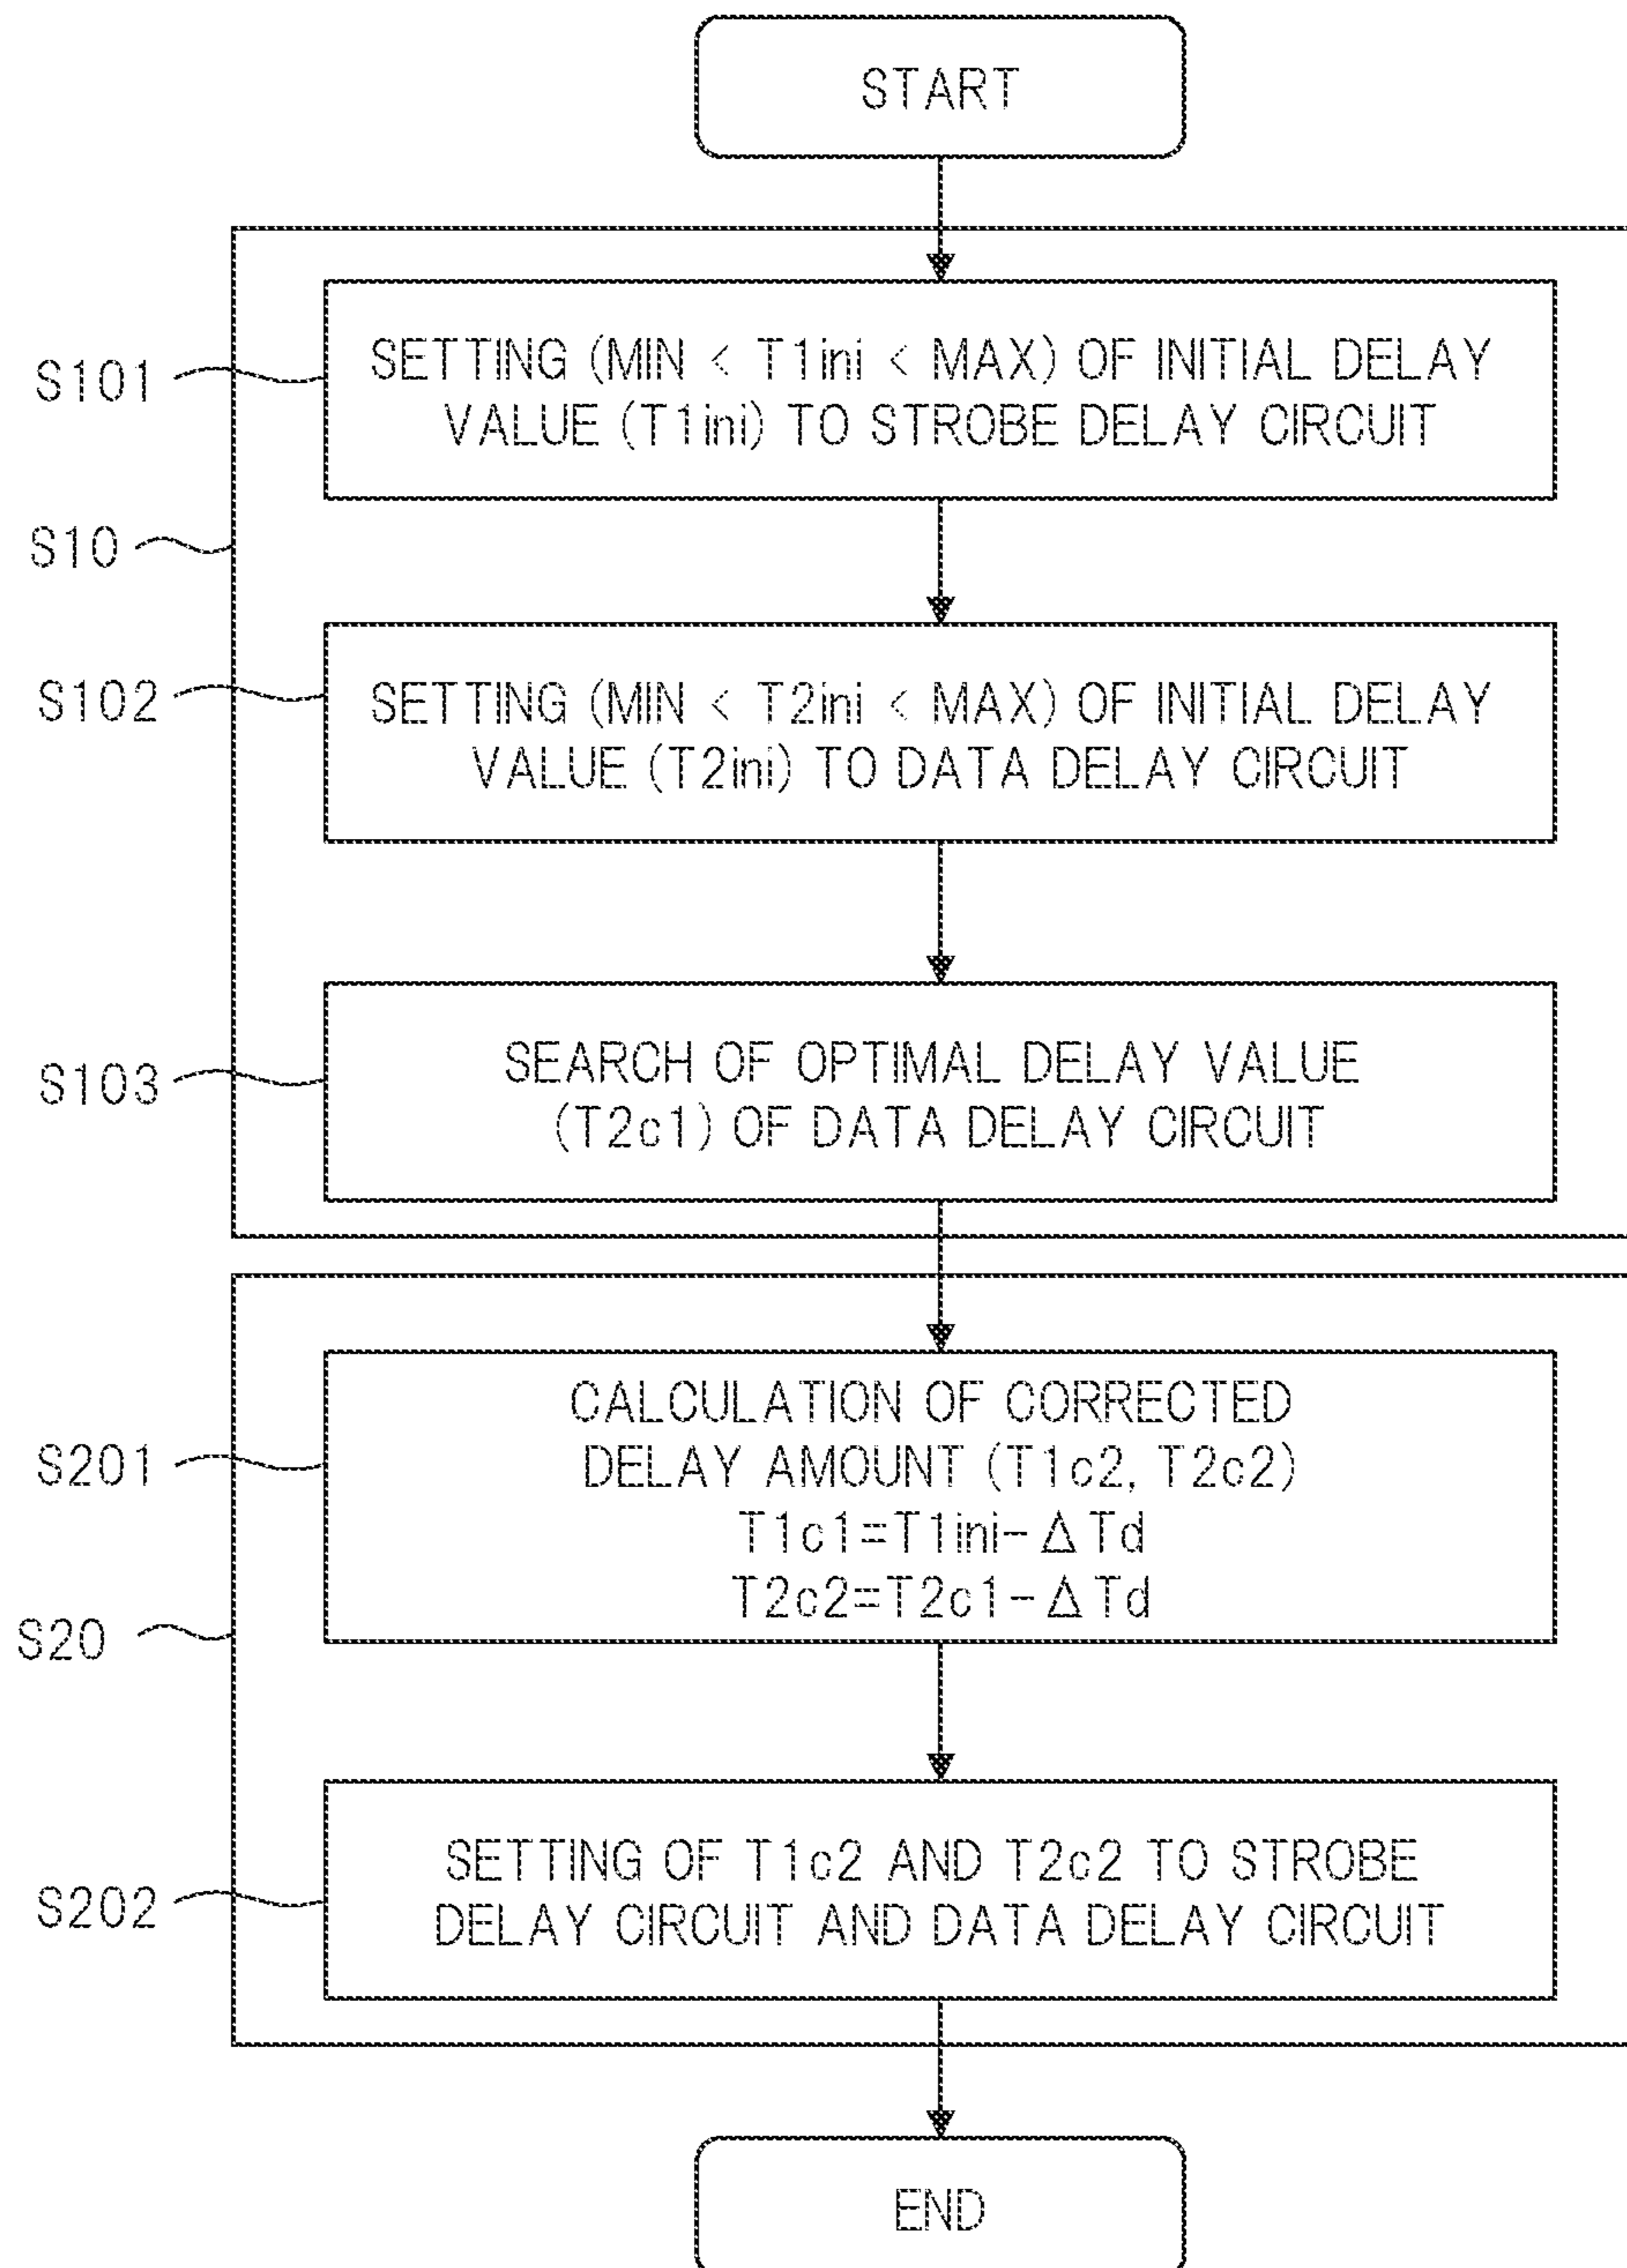 START
S101
SETTING (MIN < T1ini < MAX) OF INITIAL DELAY
VALUE (T1ini) TO STROBE DELAY CIRCUIT
S10
S102
SETTING (MIN < T2ini < MAX) OF INITIAL DELAY
VALUE (T2ini) TO DATA DELAY CIRCUIT
S103
SEARCH OF OPTIMAL DELAY VALUE
(T2c1) OF DATA DELAY CIRCUIT
S201
CALCULATION OF CORRECTED
DELAY AMOUNT (T1c2, T2c2)
T1c1=T1ini-ΔTd
T2c2=T2c1-ΔTd
S20
S202
SETTING OF T1c2 AND T2c2 TO STROBE
DELAY CIRCUIT AND DATA DELAY CIRCUIT
END